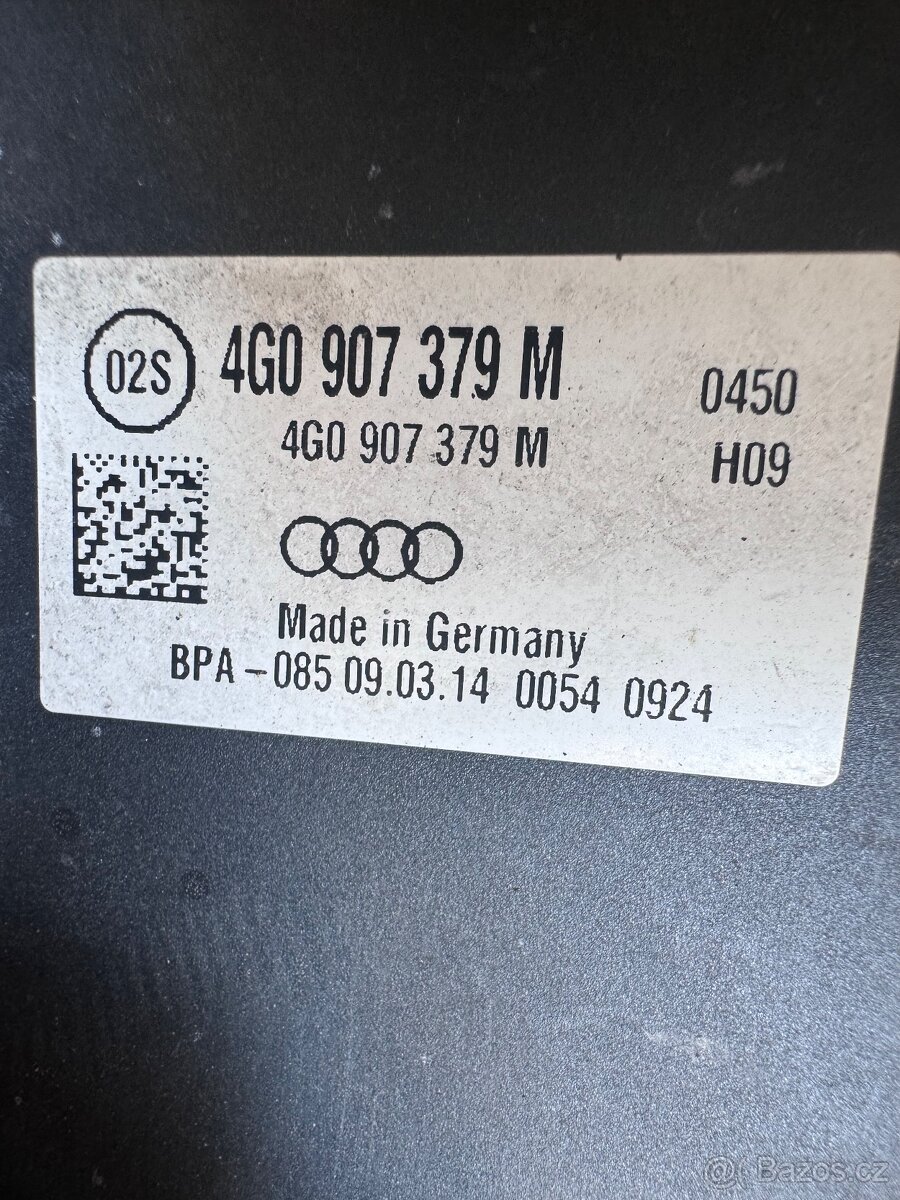 02S 4G0 907 379 M 0450
4G0 907 379 M H09
Made in Germany
BPA-085 09.03.14 0054 0924
@ Bazos.cz